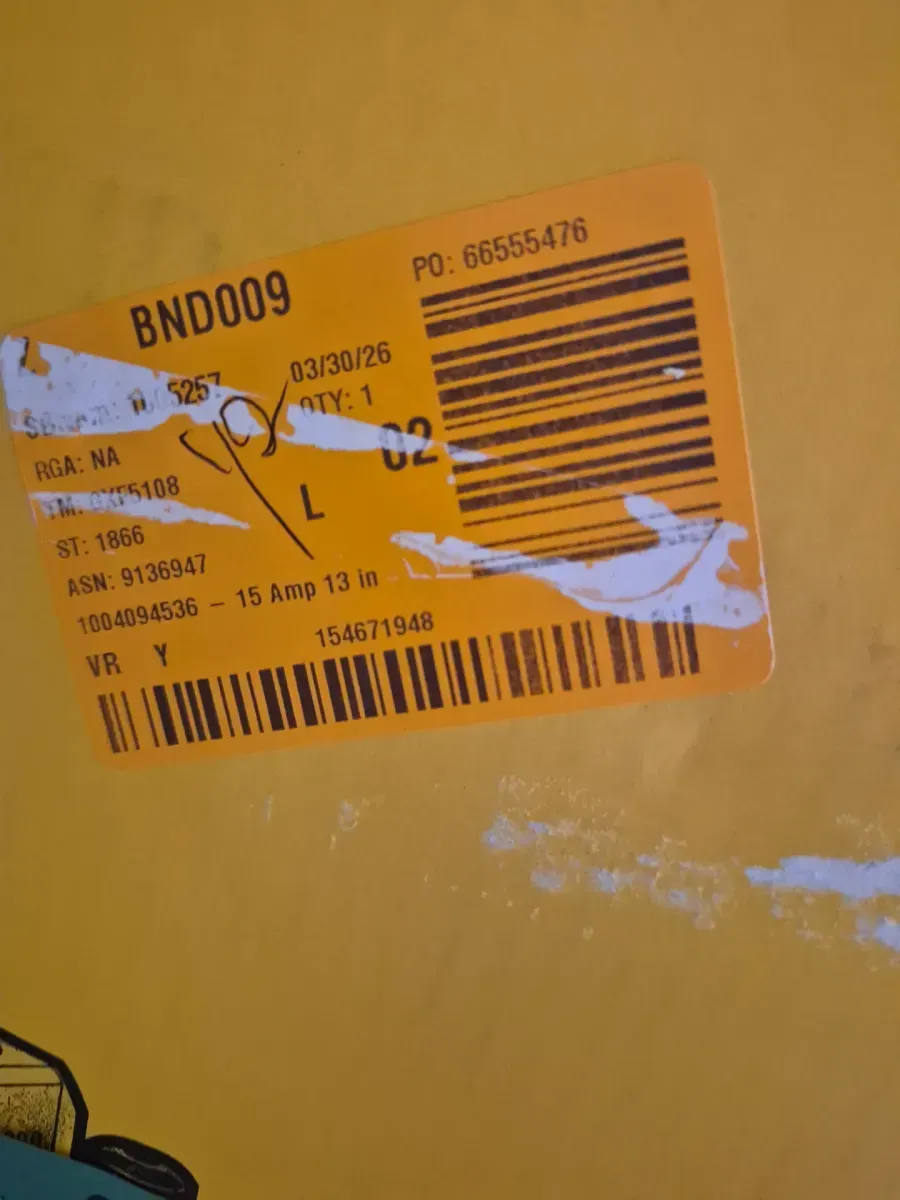 BND009
PO: 66555476
03/30/26
QTY: 1
RGA: NA
02
L
ST: 1866
ASN: 9136947
1004094536 – 15 Amp 13 in
VR Y
154671948